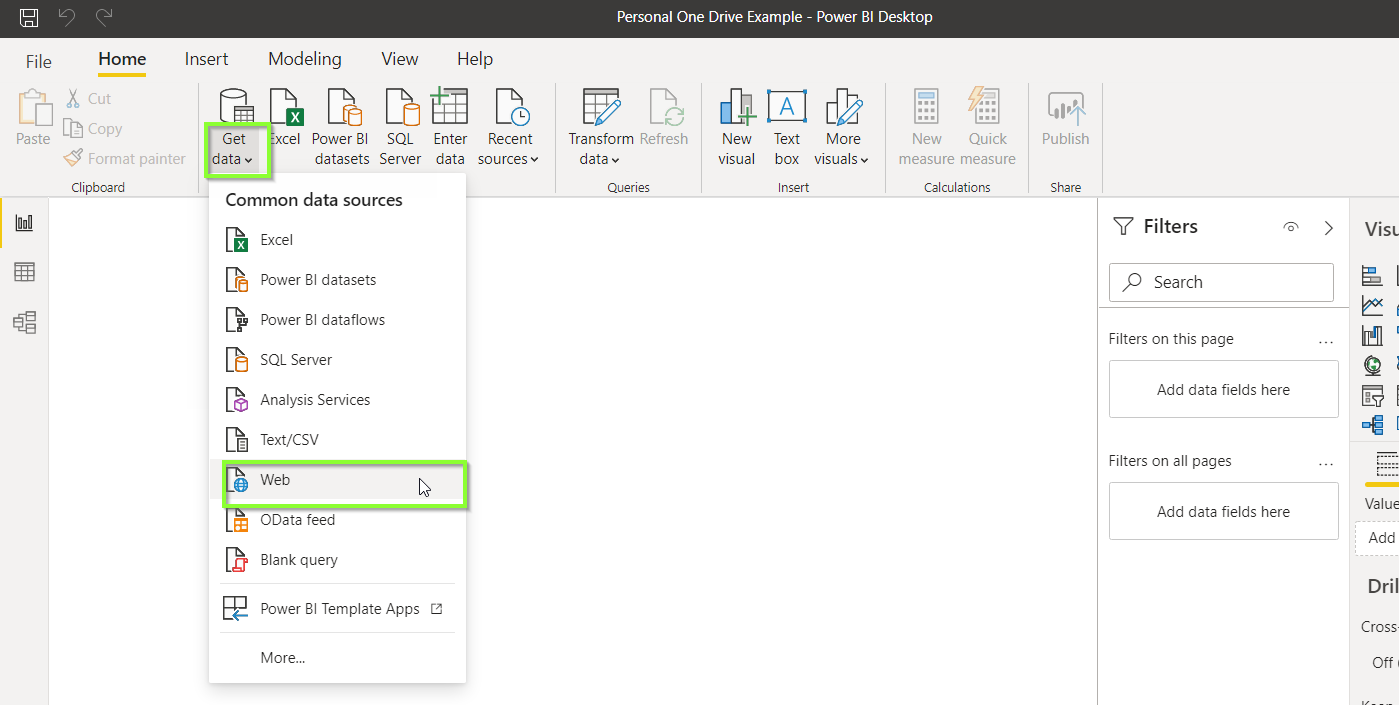 Personal One Drive Example - Power BI Desktop
File Home Insert Modeling View Help
Paste
Cut
Copy
Format painter
Clipboard
Get data
Excel
Power BI datasets
SQL Server
Enter data
Recent sources
Transform data
Refresh
Queries
New visual
Text box
More visuals
Insert
New measure
Quick measure
Calculations
Publish
Share
Common data sources
Excel
Power BI datasets
Power BI dataflows
SQL Server
Analysis Services
Text/CSV
Web
OData feed
Blank query
Power BI Template Apps
More...
Filters
Search
Filters on this page
...
Add data fields here
Filters on all pages
...
Add data fields here
Visu
Value
Add
Dril
Cross-
Off